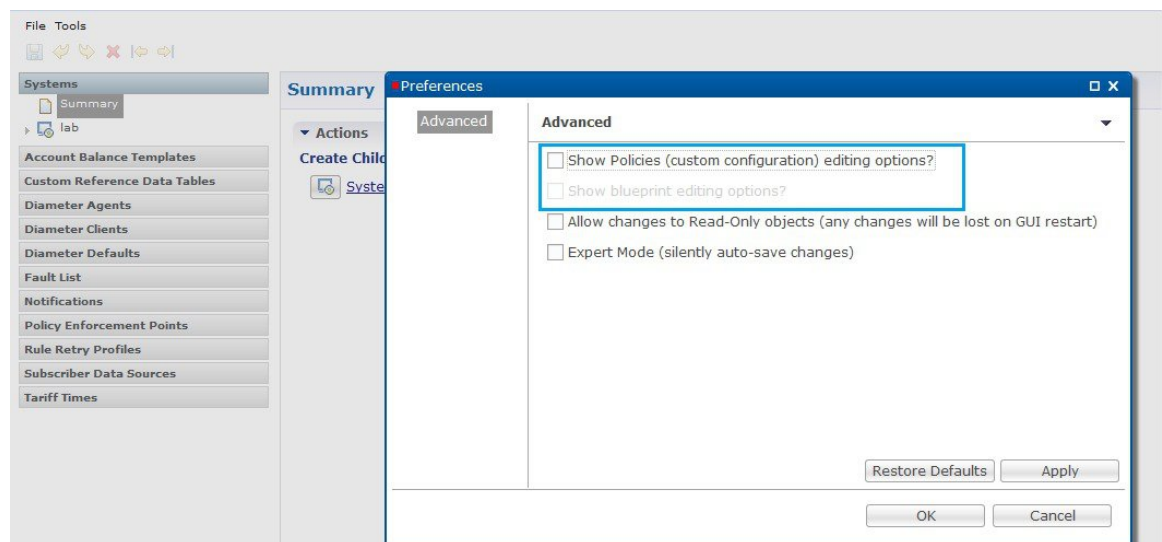 File Tools
Systems
Summary
lab
Account Balance Templates
Custom Reference Data Tables
Diameter Agents
Diameter Clients
Diameter Defaults
Fault List
Notifications
Policy Enforcement Points
Rule Retry Profiles
Subscriber Data Sources
Tariff Times
Summary
Actions
Create Child
Syste
Preferences
Advanced
Advanced
Show Policies (custom configuration) editing options?
Show blueprint editing options?
Allow changes to Read-Only objects (any changes will be lost on GUI restart)
Expert Mode (silently auto-save changes)
Restore Defaults
Apply
OK
Cancel